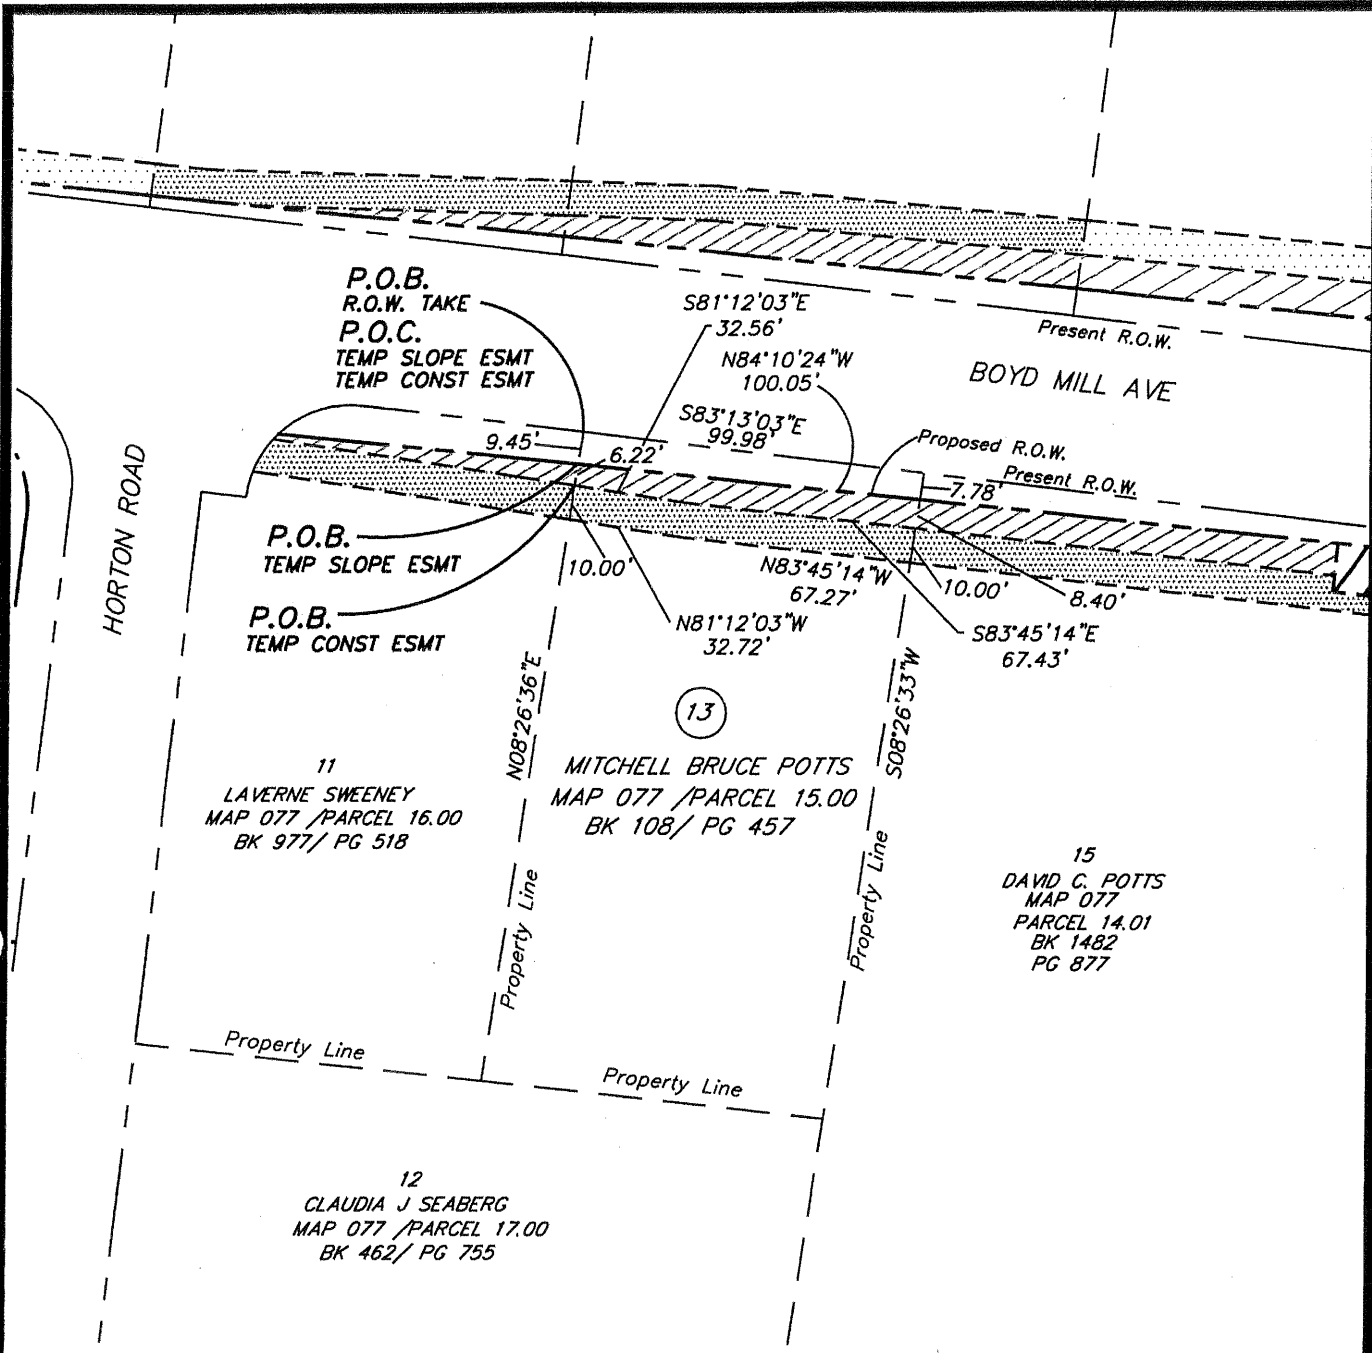 P.O.B.
R.O.W. TAKE
P.O.C.
TEMP SLOPE ESMT
TEMP CONST ESMT
S81°12'03"E
32.56'
N84°10'24"W
100.05'
S83°13'03"E
99.98'
Present R.O.W.
BOYD MILL AVE
9.45'
6.22'
Proposed R.O.W.
Present R.O.W.
7.78'
HORTON ROAD
P.O.B.
TEMP SLOPE ESMT
P.O.B.
TEMP CONST ESMT
10.00'
N83°45'14"W
67.27'
10.00'
8.40'
N81°12'03"W
32.72'
S83°45'14"E
67.43'
N08°26'36"E
S08°26'33"W
13
MITCHELL BRUCE POTTS
MAP 077 /PARCEL 15.00
BK 108/ PG 457
11
LAVERNE SWEENEY
MAP 077 /PARCEL 16.00
BK 977/ PG 518
Property Line
Property Line
15
DAVID C. POTTS
MAP 077
PARCEL 14.01
BK 1482
PG 877
Property Line
Property Line
12
CLAUDIA J SEABERG
MAP 077 /PARCEL 17.00
BK 462/ PG 755